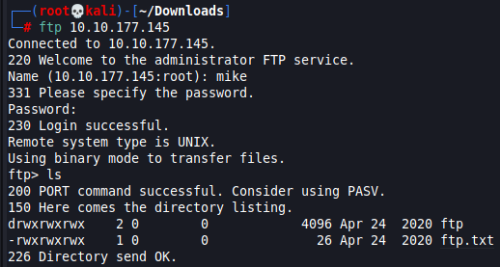 (root💀kali)-[~/Downloads]
# ftp 10.10.177.145
Connected to 10.10.177.145.
220 Welcome to the administrator FTP service.
Name (10.10.177.145:root): mike
331 Please specify the password.
Password:
230 Login successful.
Remote system type is UNIX.
Using binary mode to transfer files.
ftp> ls
200 PORT command successful. Consider using PASV.
150 Here comes the directory listing.
drwxrwxrwx    2 0        0            4096 Apr 24  2020 ftp
-rwxrwxrwx    1 0        0              26 Apr 24  2020 ftp.txt
226 Directory send OK.